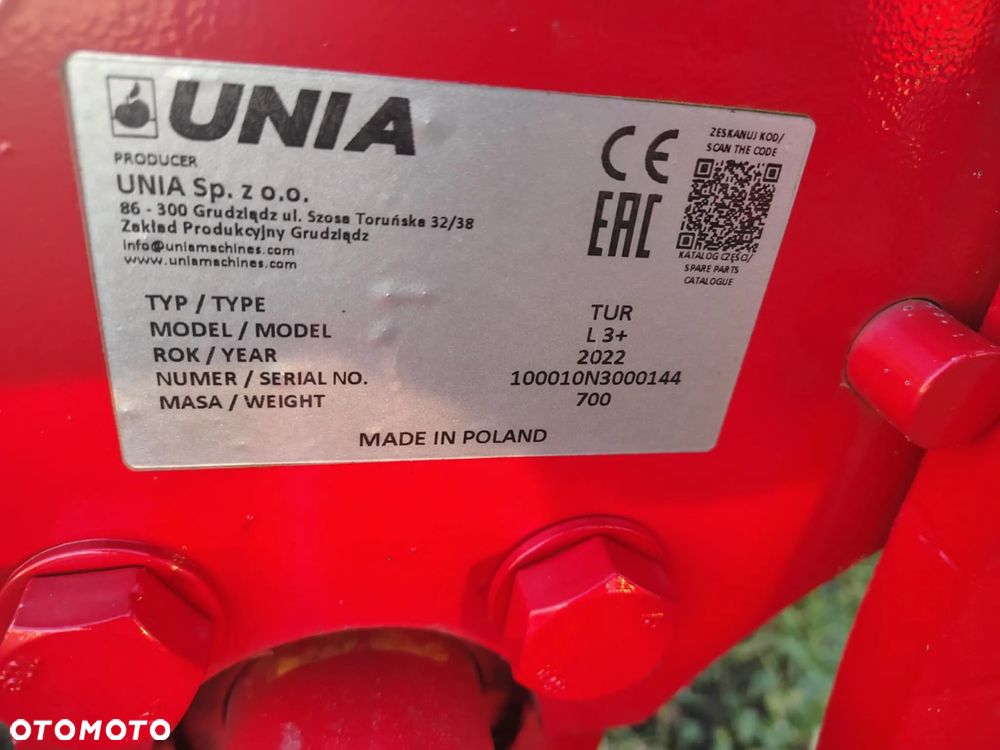 UNIA
PRODUCER
UNIA Sp. z o.o.
86 - 300 Grudziądz ul. Szosa Toruńska 32/38
Zakład Produkcyjny Grudziądz
info@uniamachines.com
www.uniamachines.com
CE
EAC
ZESKANUJ KOD/
SCAN THE CODE
KATALOG CZĘŚCI/
SPARE PARTS
CATALOGUE
TYP / TYPE TUR
MODEL / MODEL L 3+
ROK / YEAR 2022
NUMER / SERIAL NO. 100010N3000144
MASA / WEIGHT 700
MADE IN POLAND
OTOMOTO